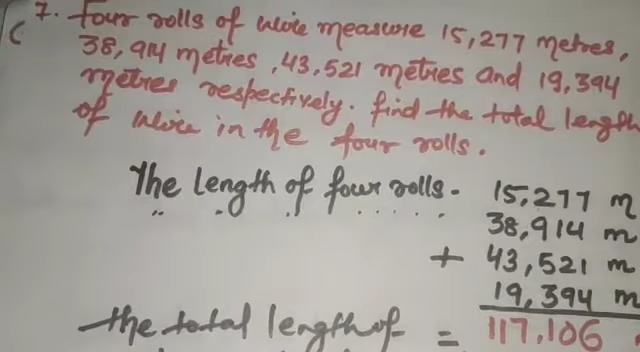 7. Four rolls of wire measure 15,277 metres,
38,914 metres, 43,521 metres and 19,394
metres respectively. Find the total length
of wire in the four rolls.
The length of four rolls - 15,277 m
" " " ..... 38,914 m
+ 43,521 m
19,394 m
the total length of = 117,106